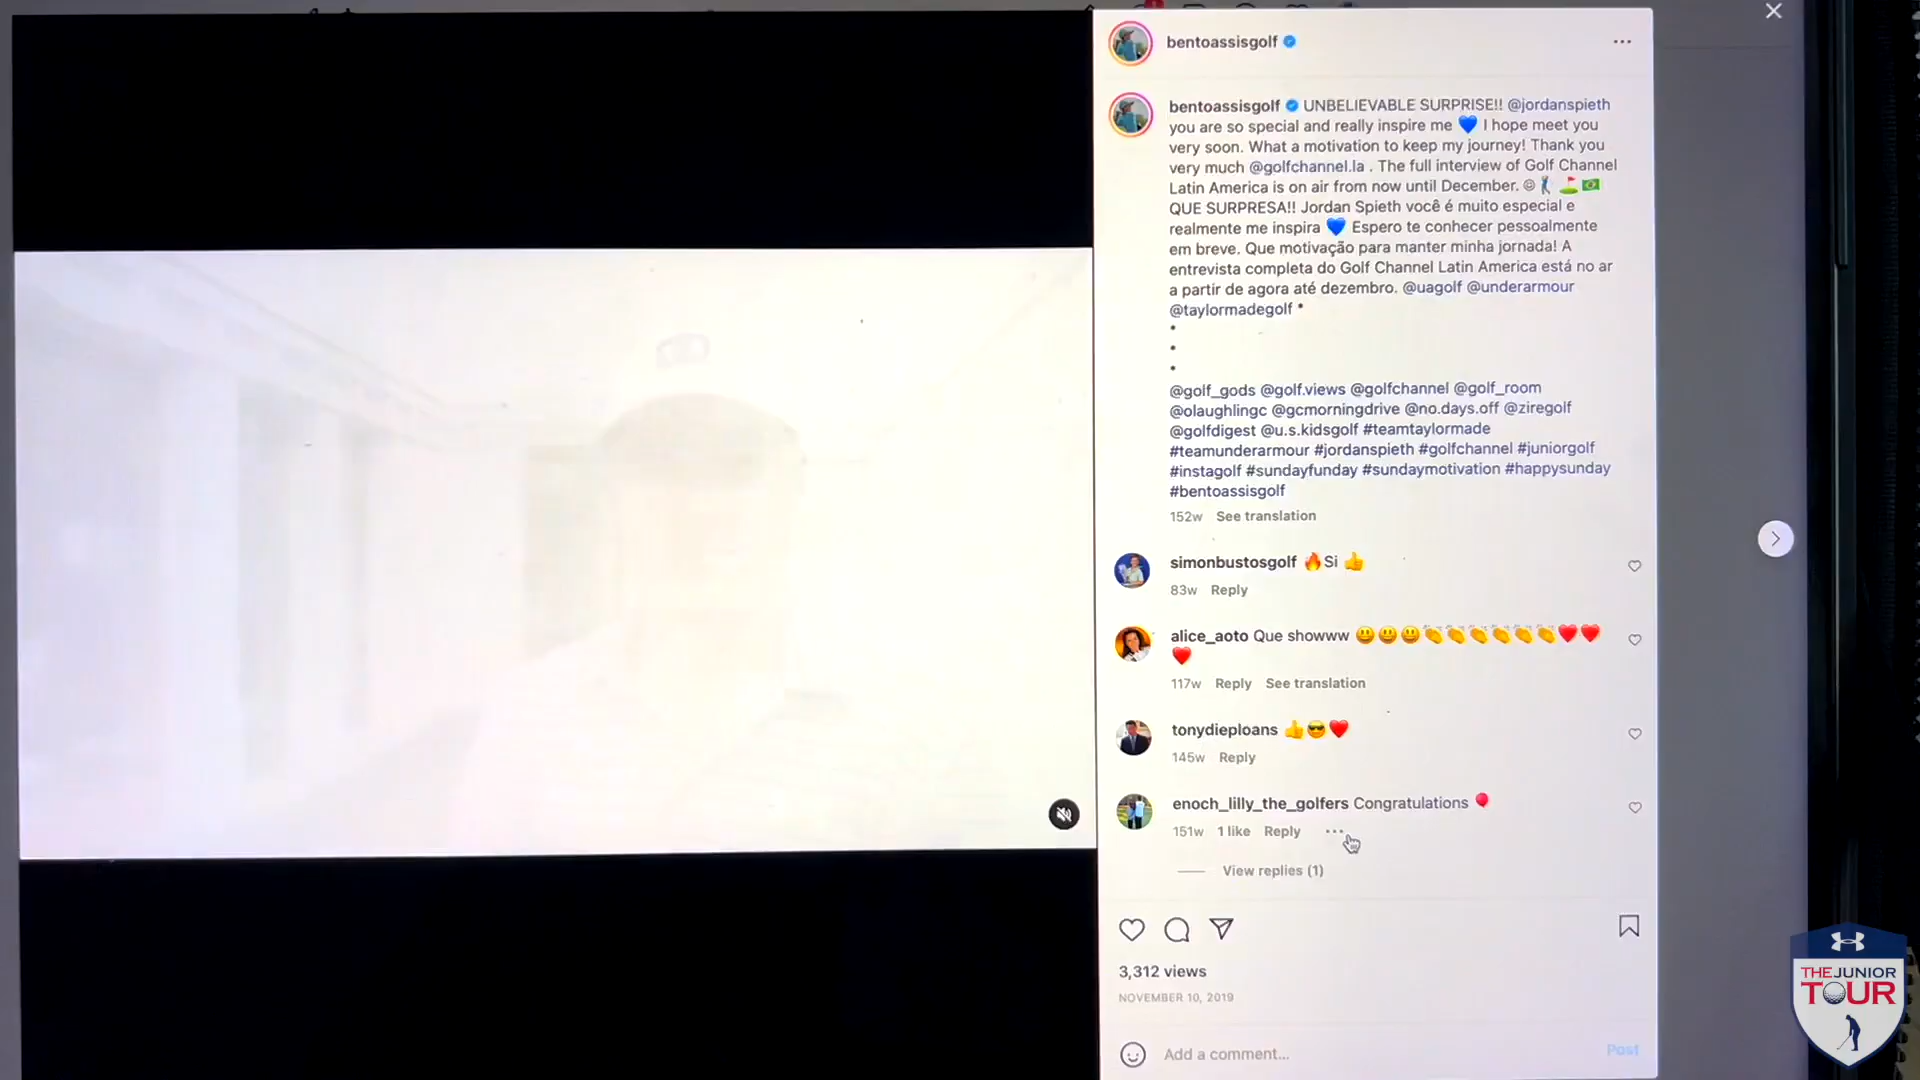 bentoassisgolf
bentoassisgolf UNBELIEVABLE SURPRISE!! @jordanspieth
you are so special and really inspire me 💙 I hope meet you
very soon. What a motivation to keep my journey! Thank you
very much @golfchannel.la . The full interview of Golf Channel
Latin America is on air from now until December. ☺🏌⛳🇧🇷
QUE SURPRESA!! Jordan Spieth você é muito especial e
realmente me inspira 💙 Espero te conhecer pessoalmente
em breve. Que motivação para manter minha jornada! A
entrevista completa do Golf Channel Latin America está no ar
a partir de agora até dezembro. @uagolf @underarmour
@taylormadegolf •
•
•
•
@golf_gods @golf.views @golfchannel @golf_room
@olaughlingc @gcmorningdrive @no.days.off @ziregolf
@golfdigest @u.s.kidsgolf #teamtaylormade
#teamunderarmour #jordanspieth #golfchannel #juniorgolf
#instagolf #sundayfunday #sundaymotivation #happysunday
#bentoassisgolf
152w See translation
simonbustosgolf 🔥Si 👍
83w Reply
alice_aoto Que showww 😃😃😃👏👏👏👏👏👏❤️❤️
❤️
117w Reply See translation
tonydieploans 👍😎❤️
145w Reply
enoch_lilly_the_golfers Congratulations 🎈
151w 1 like Reply ...
View replies (1)
3,312 views
NOVEMBER 10, 2019
Add a comment...
Post
THE JUNIOR
TOUR